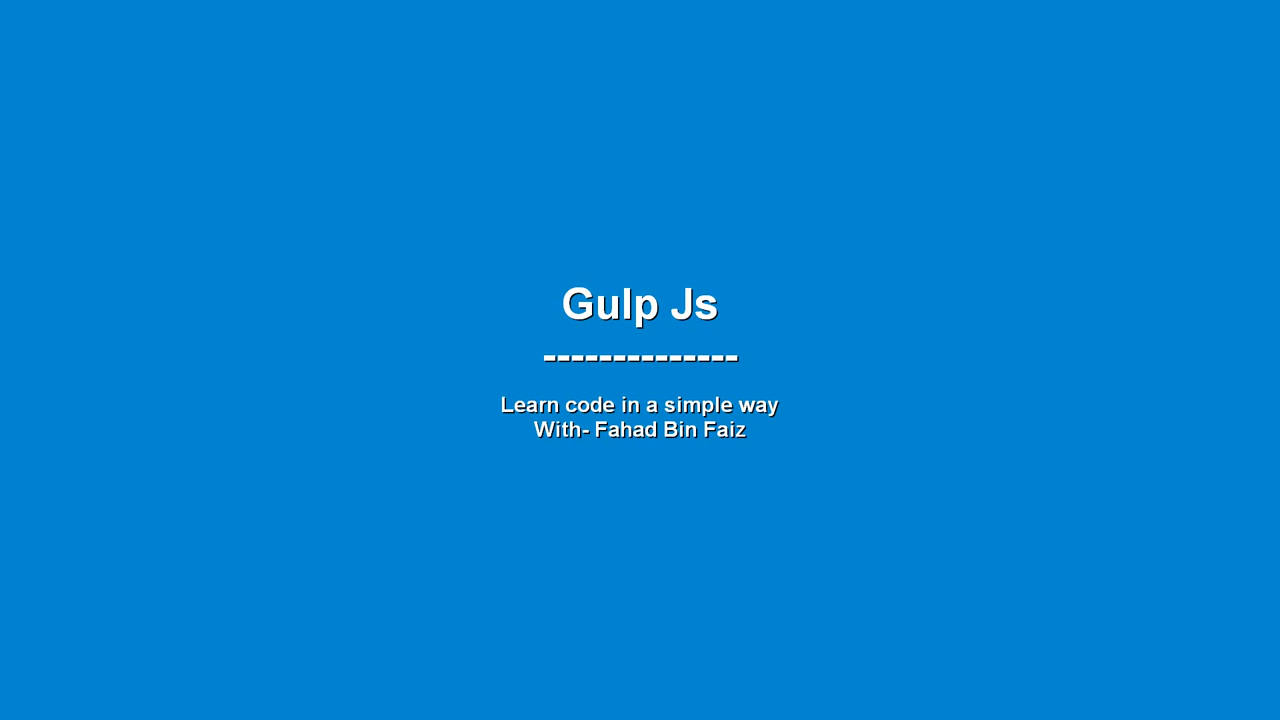 Gulp Js
--------------
Learn code in a simple way
With- Fahad Bin Faiz